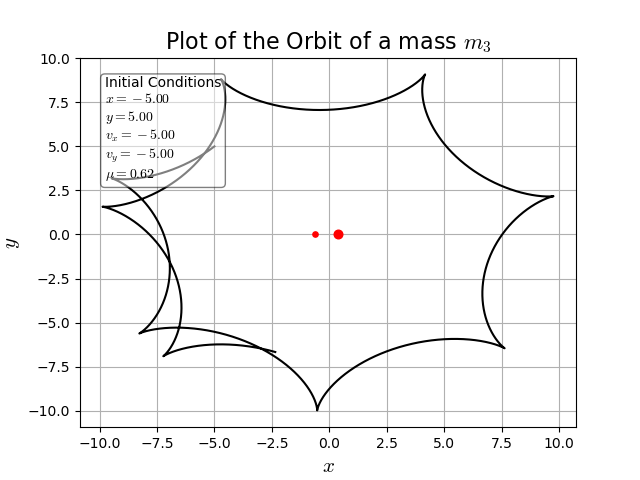 Plot of the Orbit of a mass m₃
Initial Conditions
x = −5.00
y = 5.00
vₓ = −5.00
v_y = −5.00
μ = 0.62
10.0
7.5
5.0
2.5
0.0
−2.5
−5.0
−7.5
−10.0
y
−10.0 −7.5 −5.0 −2.5 0.0 2.5 5.0 7.5 10.0
x